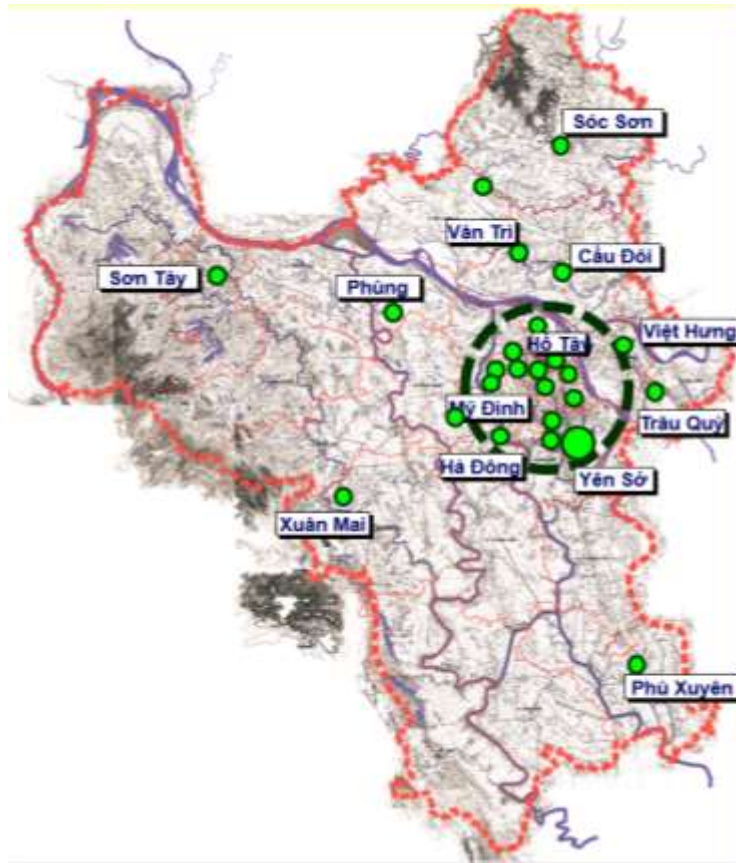 Sóc Sơn
Vân Trì
Cầu Đôi
Sơn Tây
Phùng
Việt Hưng
Hồ Tây
Mỹ Đình
Trâu Quỳ
Hà Đông
Yên Sở
Xuân Mai
Phú Xuyên